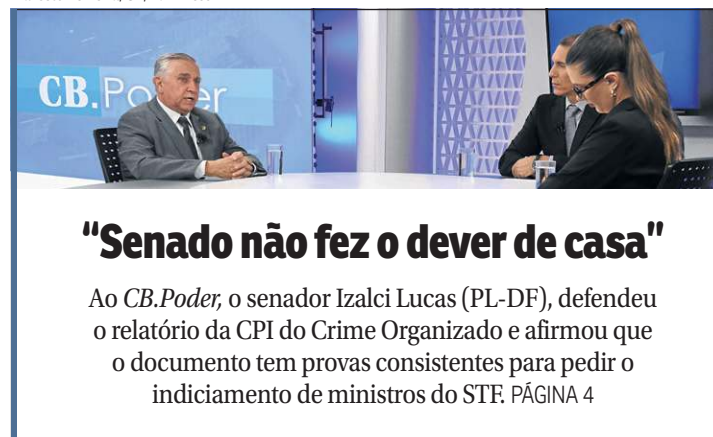 CB.Poder
“Senado não fez o dever de casa”
Ao CB.Poder, o senador Izalci Lucas (PL-DF), defendeu
o relatório da CPI do Crime Organizado e afirmou que
o documento tem provas consistentes para pedir o
indiciamento de ministros do STF. PÁGINA 4